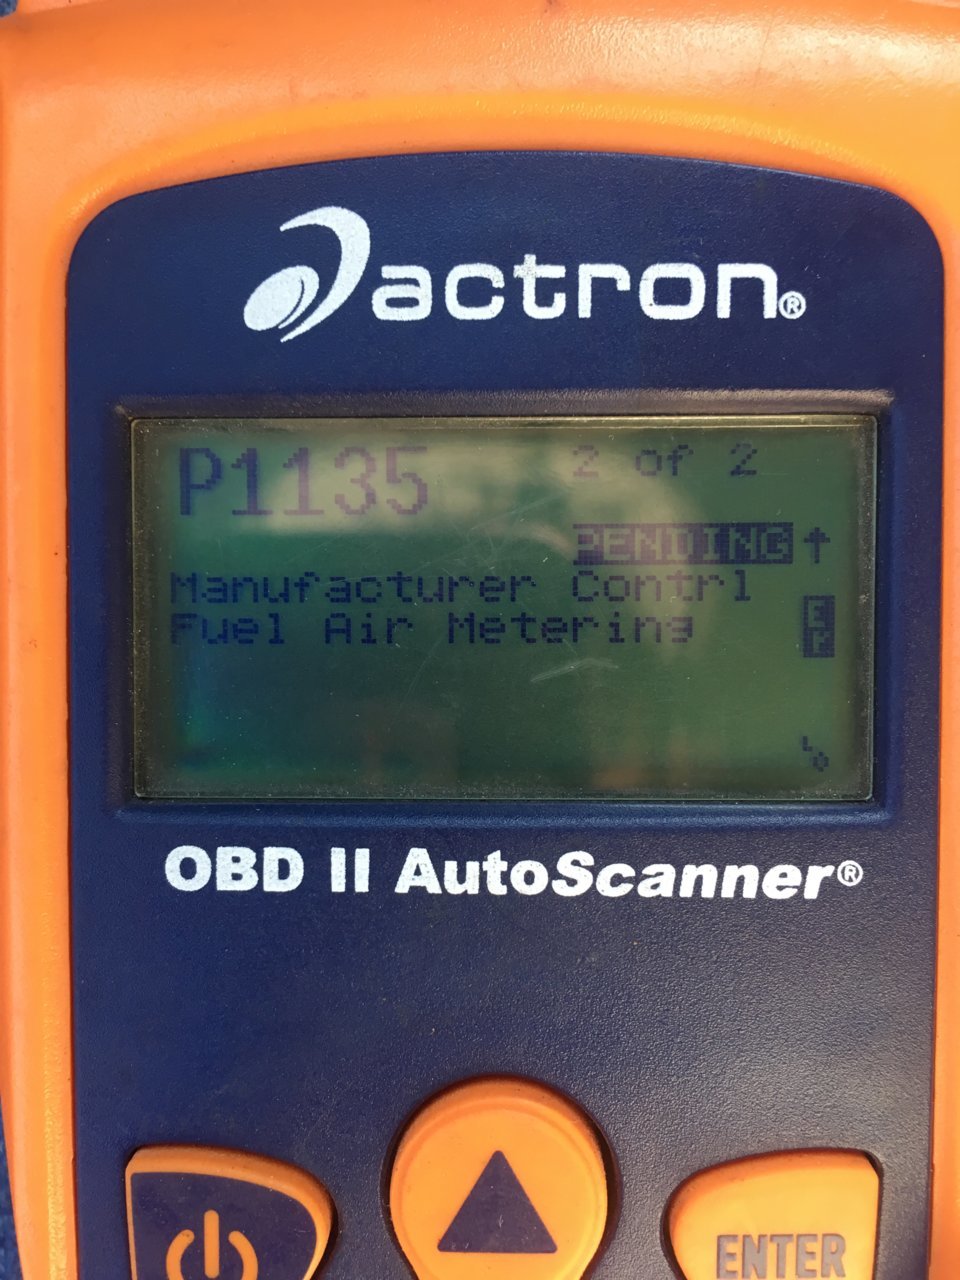 actron®
P1135 2 of 2
PENDING ↑
Manufacturer Contrl
Fuel Air Metering
OBD II AutoScanner®
ENTER